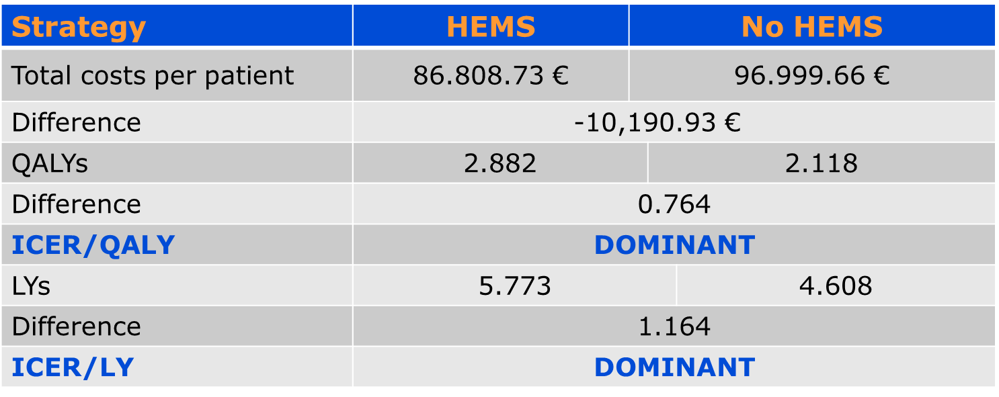 Strategy HEMS No HEMS
Total costs per patient 86.808.73 € 96.999.66 €
Difference -10,190.93 €
QALYs 2.882 2.118
Difference 0.764
ICER/QALY DOMINANT
LYs 5.773 4.608
Difference 1.164
ICER/LY DOMINANT